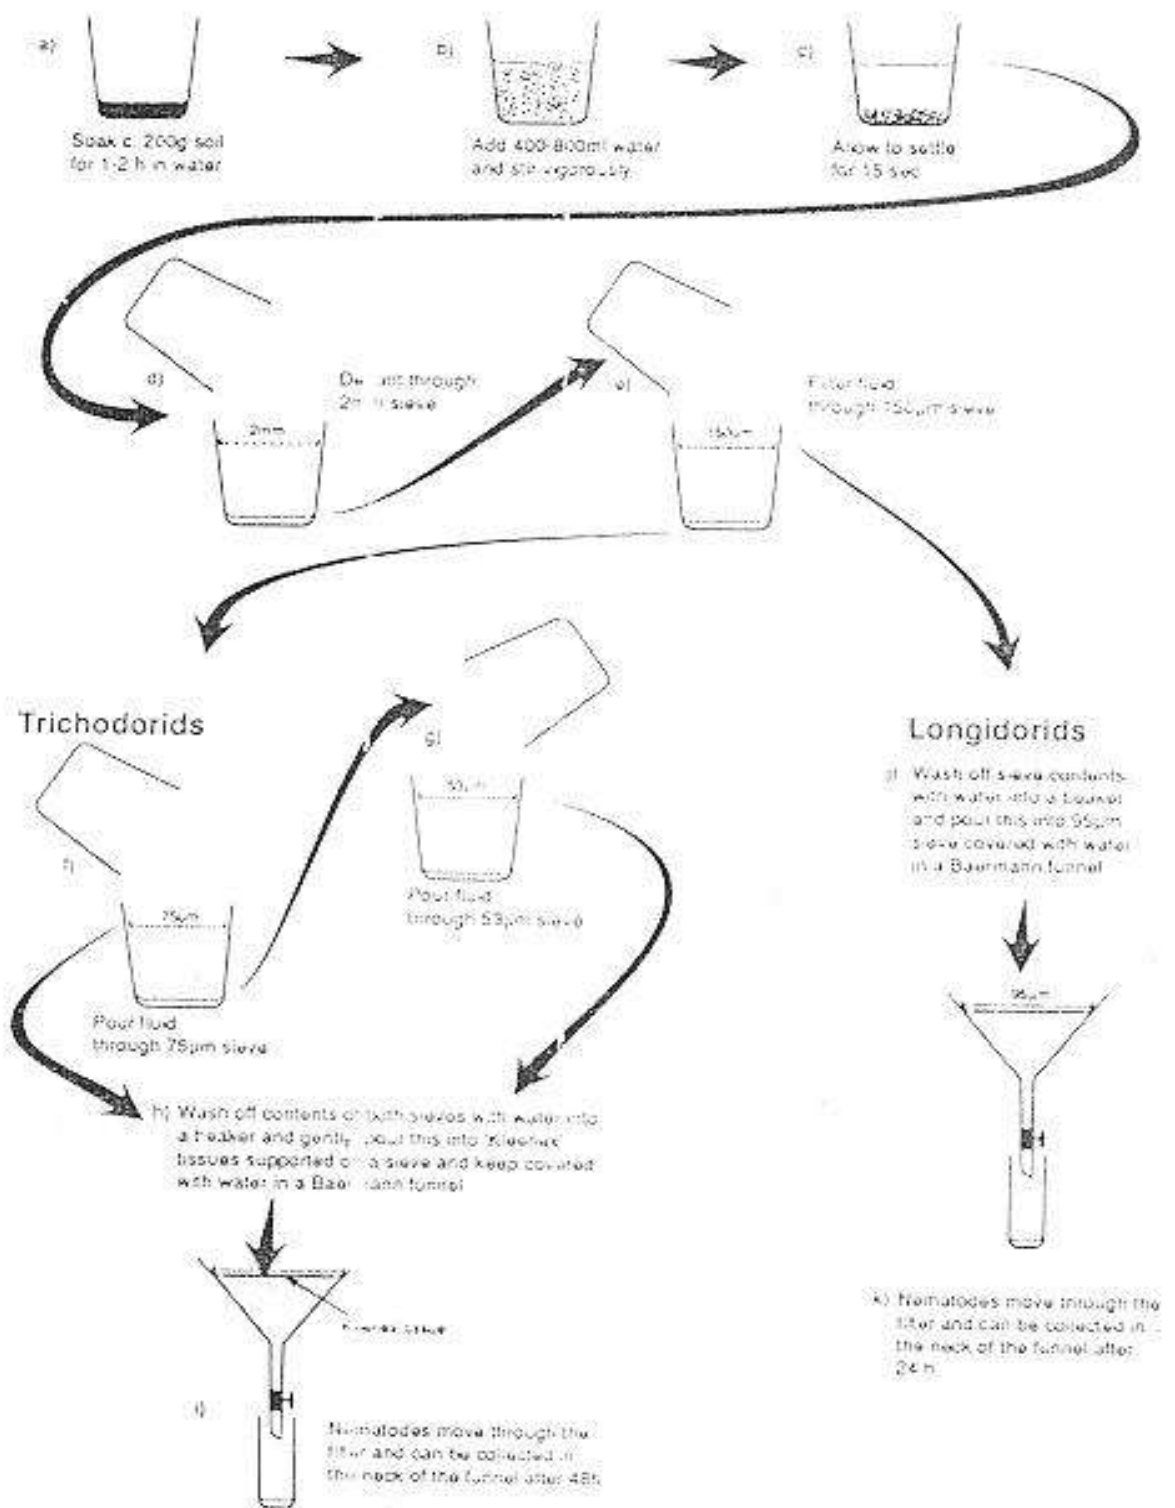 a)
Soak c. 200g soil
for 1-2 h in water
b)
Add 400-800ml water
and stir vigorously
c)
Allow to settle
for 15 sec
d)
through
2mm sieve
2mm
e)
Filter fluid
through 150µm sieve
150µm
Trichodorids
f)
75µm
Pour fluid
through 75µm sieve
g)
53µm
Pour fluid
through 53µm sieve
h) Wash off contents of both sieves with water into
a beaker and gently pour this into 'Kleenex'
tissues supported on a sieve and keep covered
with water in a Baermann funnel
i)
Nematodes move through the
filter and can be collected in
the neck of the funnel after 48h
Longidorids
Wash off sieve contents
with water into a beaker
and pour this into 95µm
sieve covered with water
in a Baermann funnel
95µm
k) Nematodes move through the
filter and can be collected in
the neck of the funnel after
24 h